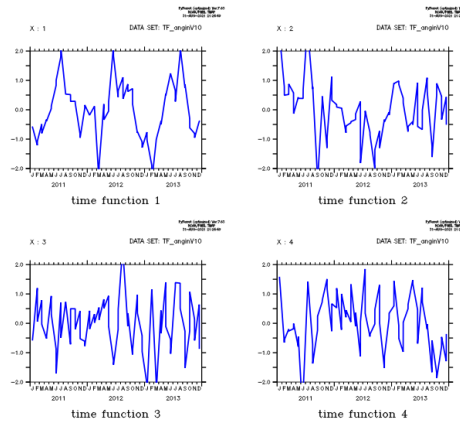 X : 1
DATA SET: TF_anginV10
2.0
1.0
0.0
−1.0
−2.0
J F M A M J J A S O N D J F M A M J J A S O N D J F M A M J J A S O N D
2011 2012 2013
time function 1
X : 2
DATA SET: TF_anginV10
2.0
1.0
0.0
−1.0
−2.0
J F M A M J J A S O N D J F M A M J J A S O N D J F M A M J J A S O N D
2011 2012 2013
time function 2
X : 3
DATA SET: TF_anginV10
2.0
1.0
0.0
−1.0
−2.0
J F M A M J J A S O N D J F M A M J J A S O N D J F M A M J J A S O N D
2011 2012 2013
time function 3
X : 4
DATA SET: TF_anginV10
2.0
1.0
0.0
−1.0
−2.0
J F M A M J J A S O N D J F M A M J J A S O N D J F M A M J J A S O N D
2011 2012 2013
time function 4